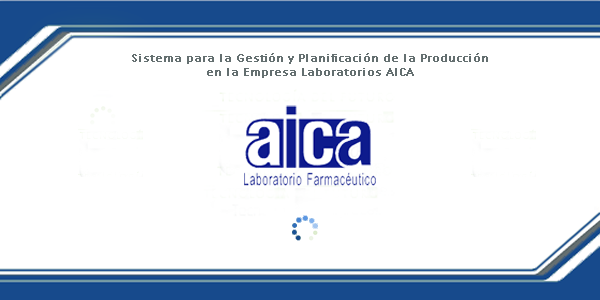 Sistema para la Gestión y Planificación de la Producción
en la Empresa Laboratorios AICA
aica
Laboratorio Farmacéutico